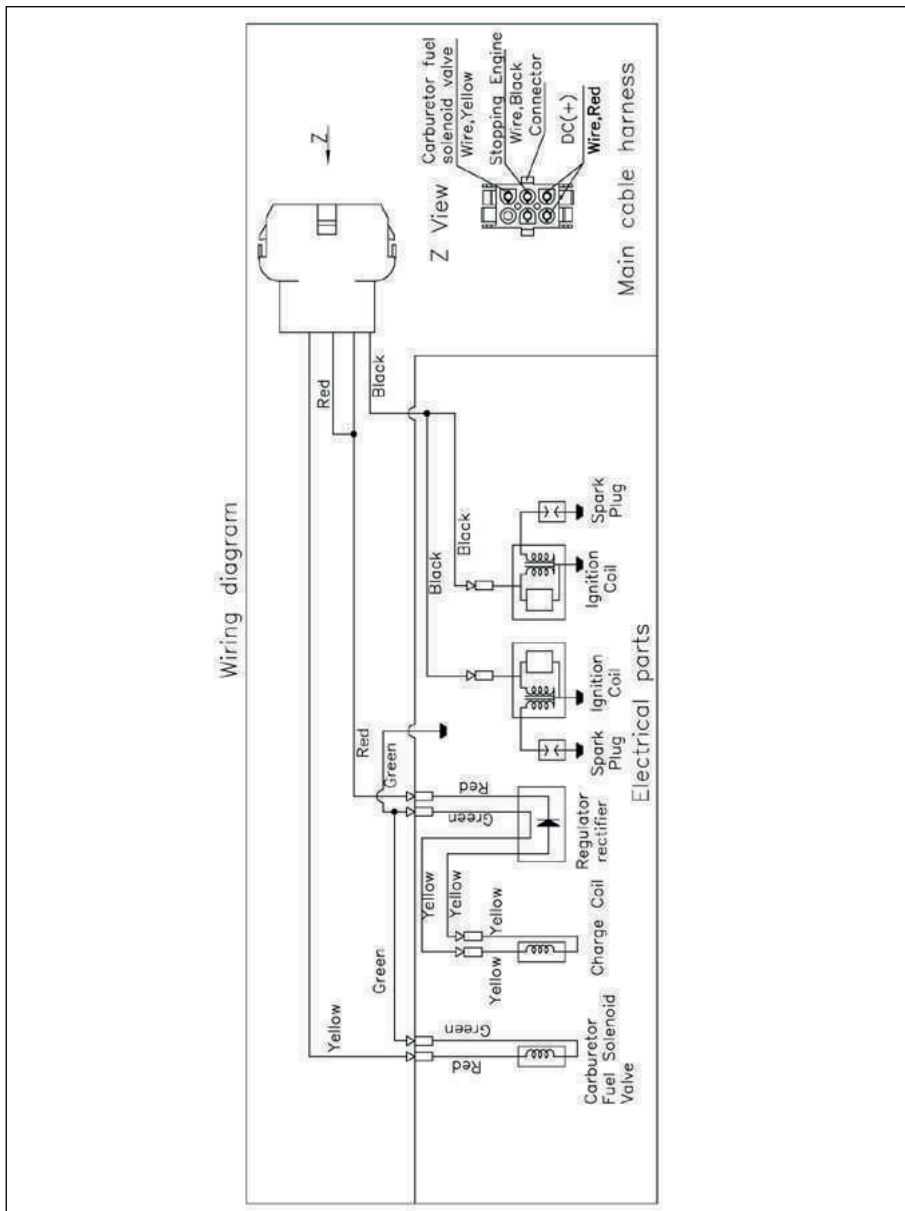 Wiring diagram
Z
Z View
Carburetor fuel
solenoid valve
Wire,Yellow
Stopping Engine
Wire,Black
Connector
DC(+)
Wire,Red
Main cable harness
Red
Black
Black
Black
Red
Green
Red
Green
Yellow
Yellow
Yellow
Yellow
Green
Yellow
Green
Red
Carburetor
Fuel Solenoid
Valve
Charge Coil
Regulator
rectifier
Spark
Plug
Ignition
Coil
Ignition
Coil
Spark
Plug
Electrical parts